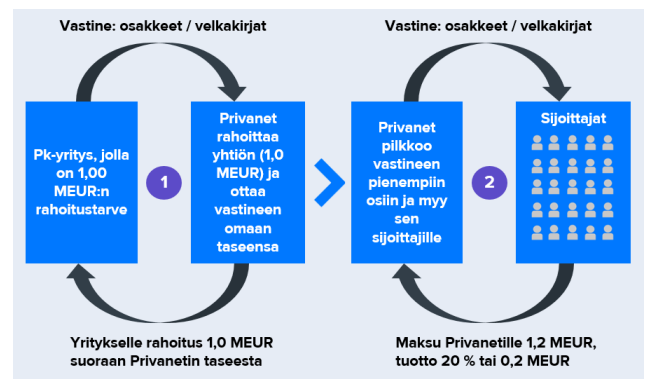 Vastine: osakkeet / velkakirjat
Vastine: osakkeet / velkakirjat
Pk-yritys, jolla
on 1,00
MEUR:n
rahoitustarve
1
Privanet
rahoittaa
yhtiön (1,0
MEUR) ja
ottaa
vastineen
omaan
taseensa
Privanet
pilkkoo
vastineen
pienempiin
osiin ja myy
sen
sijoittajille
2
Sijoittajat
Yritykselle rahoitus 1,0 MEUR
suoraan Privanetin taseesta
Maksu Privanetille 1,2 MEUR,
tuotto 20 % tai 0,2 MEUR